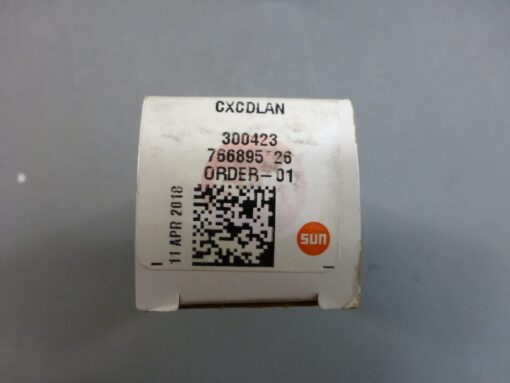 CXCDLAN
300423
766895*26
ORDER-01
11 APR 2018
sun